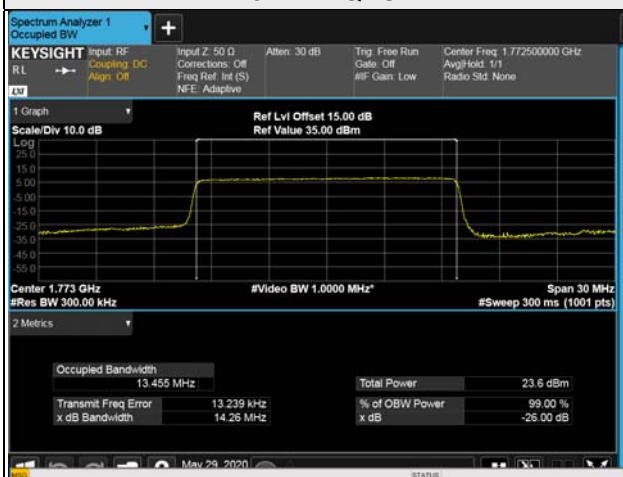 Spectrum Analyzer 1
Occupied BW
+
KEYSIGHT Input: RF Input Z: 50 Ω Atten: 30 dB Trig: Free Run Center Freq: 1.772500000 GHz
RL Coupling: DC Corrections: Off Gate: Off Avg|Hold: 1/1
Align: Off Freq Ref: Int (S) #IF Gain: Low Radio Std: None
LXI NFE: Adaptive
1 Graph
Ref Lvl Offset 15.00 dB
Scale/Div 10.0 dB Ref Value 35.00 dBm
Log
25.0
15.0
5.00
-5.00
-15.0
-25.0
-35.0
-45.0
-55.0
Center 1.773 GHz #Video BW 1.0000 MHz* Span 30 MHz
#Res BW 300.00 kHz #Sweep 300 ms (1001 pts)
2 Metrics
Occupied Bandwidth
13.455 MHz Total Power 23.6 dBm
Transmit Freq Error 13.239 kHz % of OBW Power 99.00 %
x dB Bandwidth 14.26 MHz x dB -26.00 dB
May 29, 2020
MSG STATUS